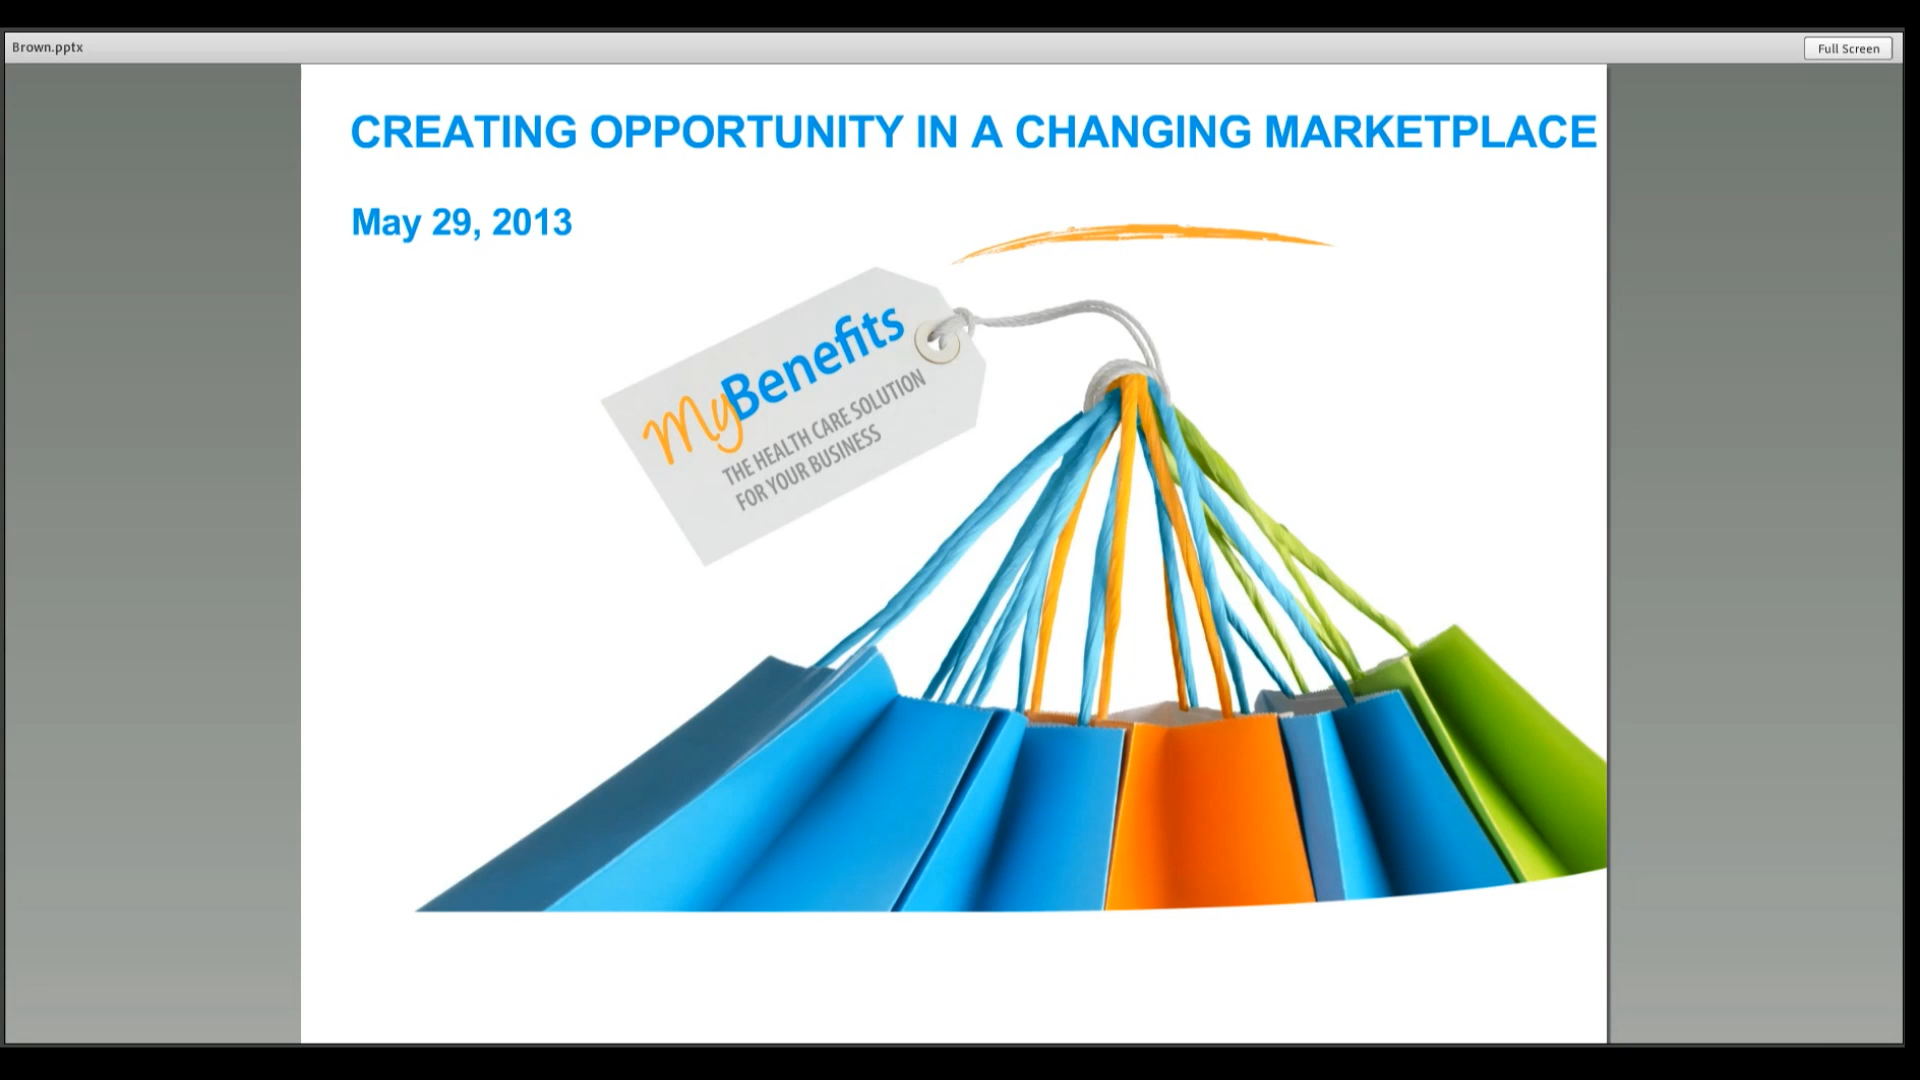 Brown.pptx
Full Screen
CREATING OPPORTUNITY IN A CHANGING MARKETPLACE
May 29, 2013
MyBenefits
THE HEALTH CARE SOLUTION
FOR YOUR BUSINESS